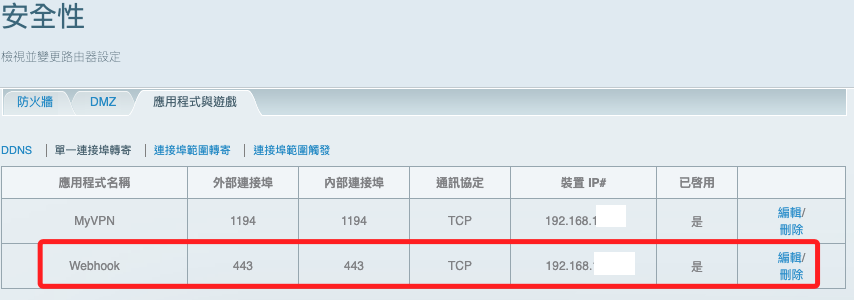 安全性
檢視並變更路由器設定
防火牆 DMZ 應用程式與遊戲
DDNS | 單一連接埠轉寄 | 連接埠範圍轉寄 | 連接埠範圍觸發
應用程式名稱 外部連接埠 內部連接埠 通訊協定 裝置 IP# 已啓用
MyVPN 1194 1194 TCP 192.168.1 是 編輯/
刪除
Webhook 443 443 TCP 192.168. 是 編輯/
刪除